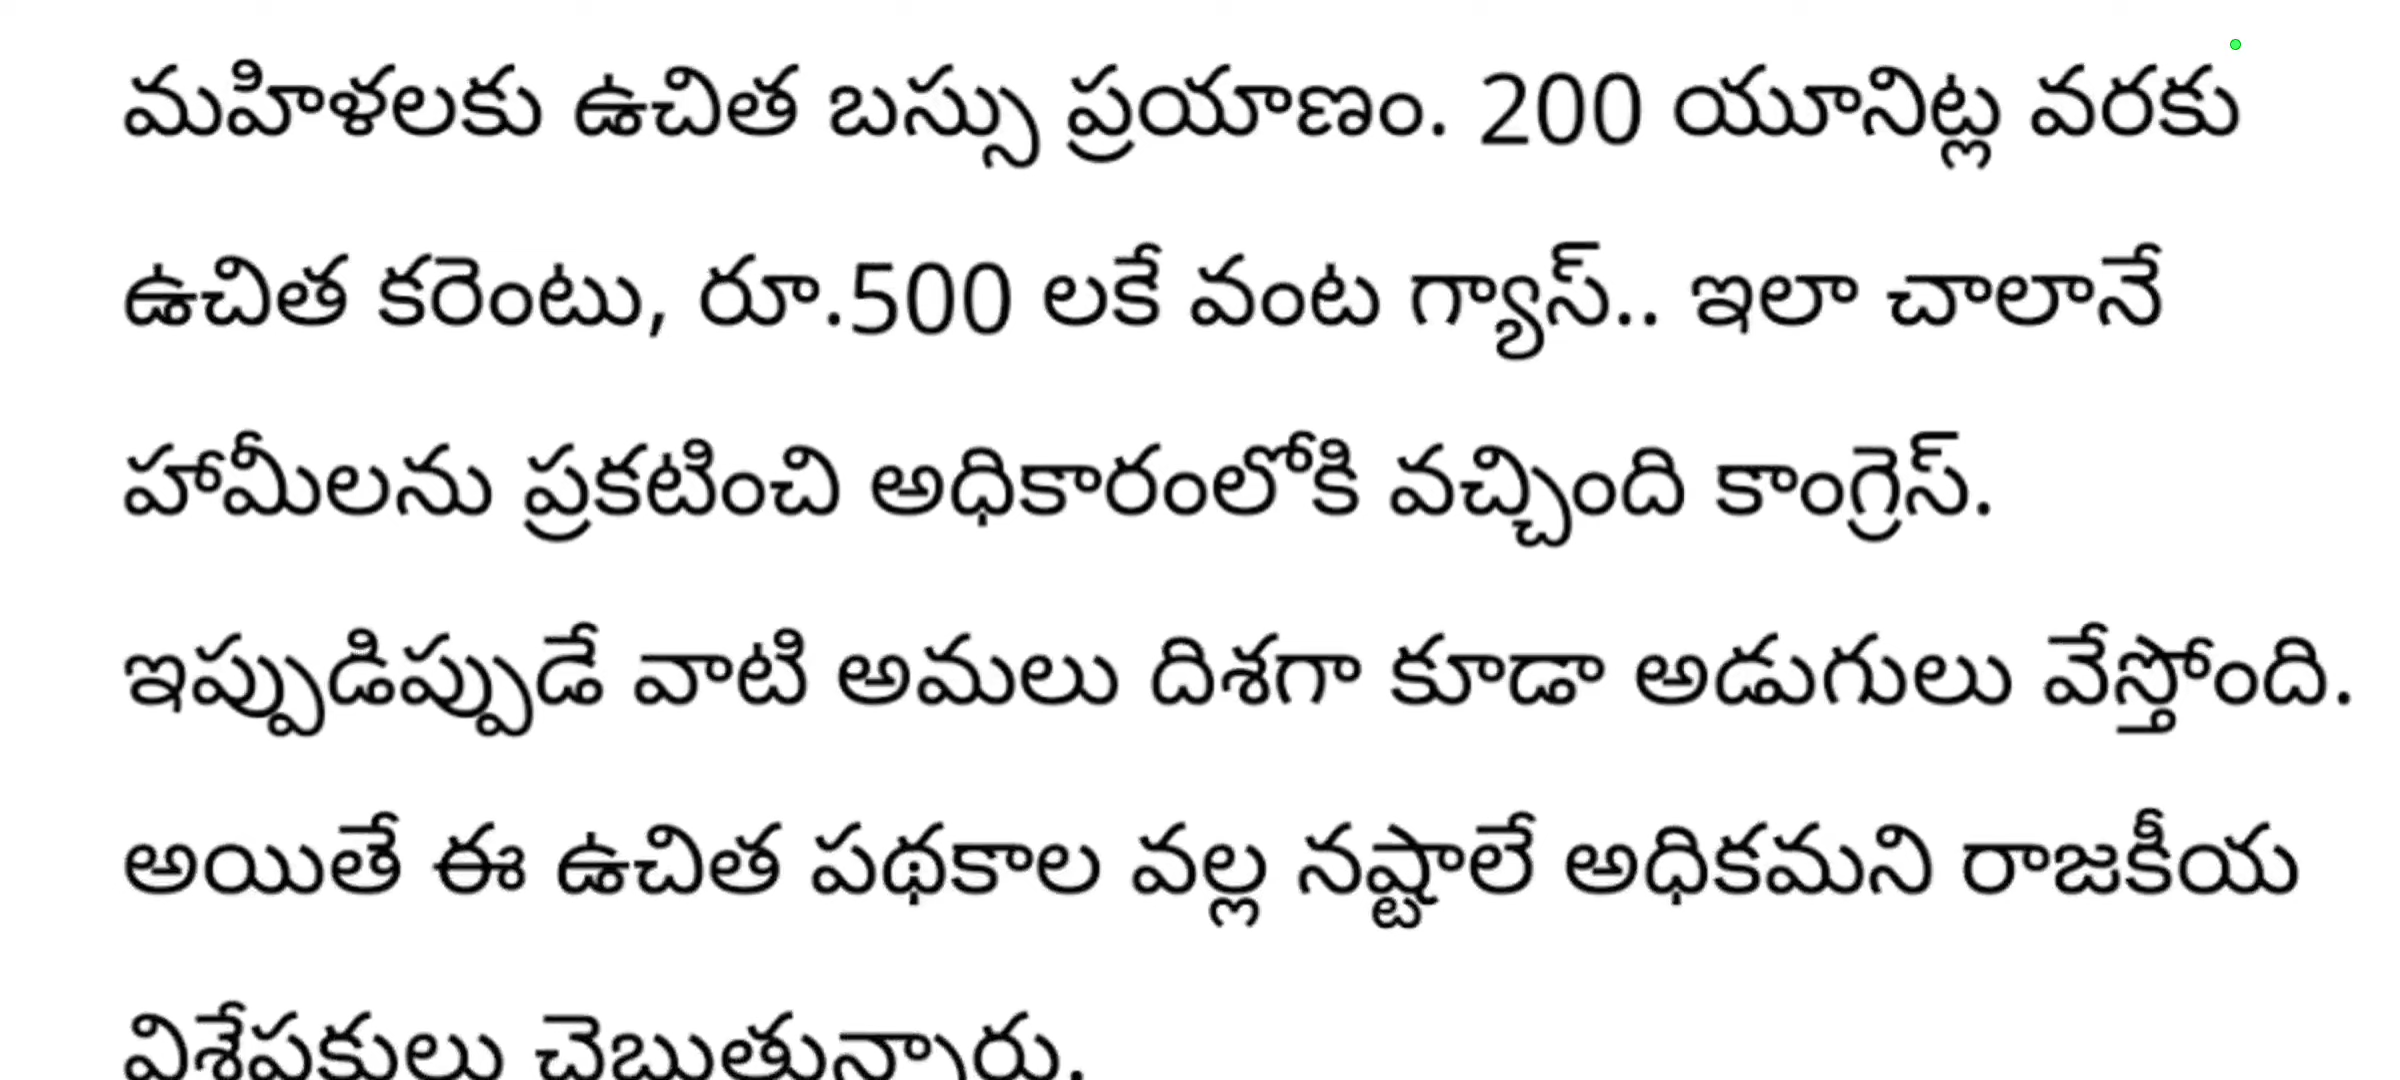 మహిళలకు ఉచిత బస్సు ప్రయాణం. 200 యూనిట్ల వరకు
ఉచిత కరెంటు, రూ.500 లకే వంట గ్యాస్.. ఇలా చాలానే
హామీలను ప్రకటించి అధికారంలోకి వచ్చింది కాంగ్రెస్.
ఇప్పుడిప్పుడే వాటి అమలు దిశగా కూడా అడుగులు వేస్తోంది.
అయితే ఈ ఉచిత పథకాల వల్ల నష్టాలే అధికమని రాజకీయ
చెబుతున్నారు.